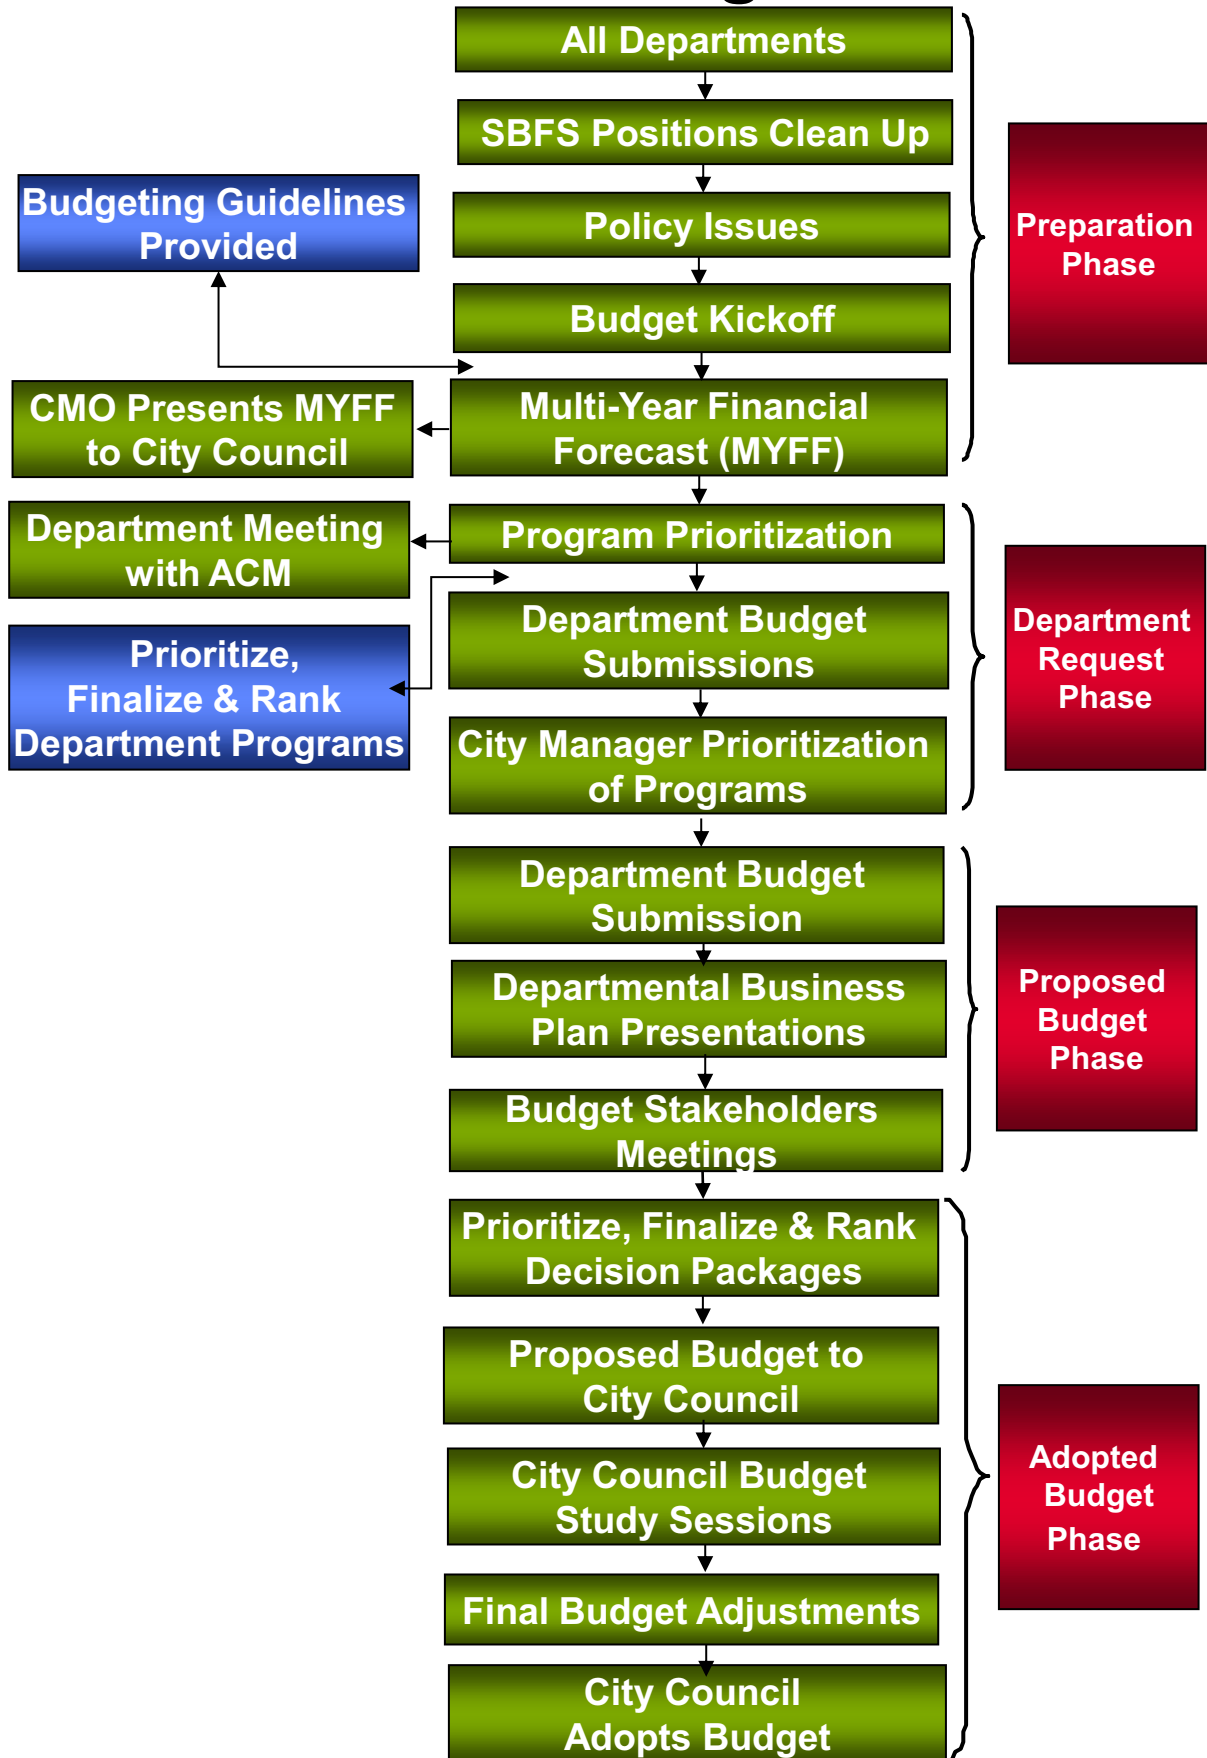 All Departments
SBFS Positions Clean Up
Budgeting Guidelines
Provided
Policy Issues
Preparation
Phase
Budget Kickoff
CMO Presents MYFF
to City Council
Multi-Year Financial
Forecast (MYFF)
Department Meeting
with ACM
Program Prioritization
Department Budget
Submissions
Department
Request
Phase
Prioritize,
Finalize & Rank
Department Programs
City Manager Prioritization
of Programs
Department Budget
Submission
Departmental Business
Plan Presentations
Proposed
Budget
Phase
Budget Stakeholders
Meetings
Prioritize, Finalize & Rank
Decision Packages
Proposed Budget to
City Council
City Council Budget
Study Sessions
Adopted
Budget
Phase
Final Budget Adjustments
City Council
Adopts Budget